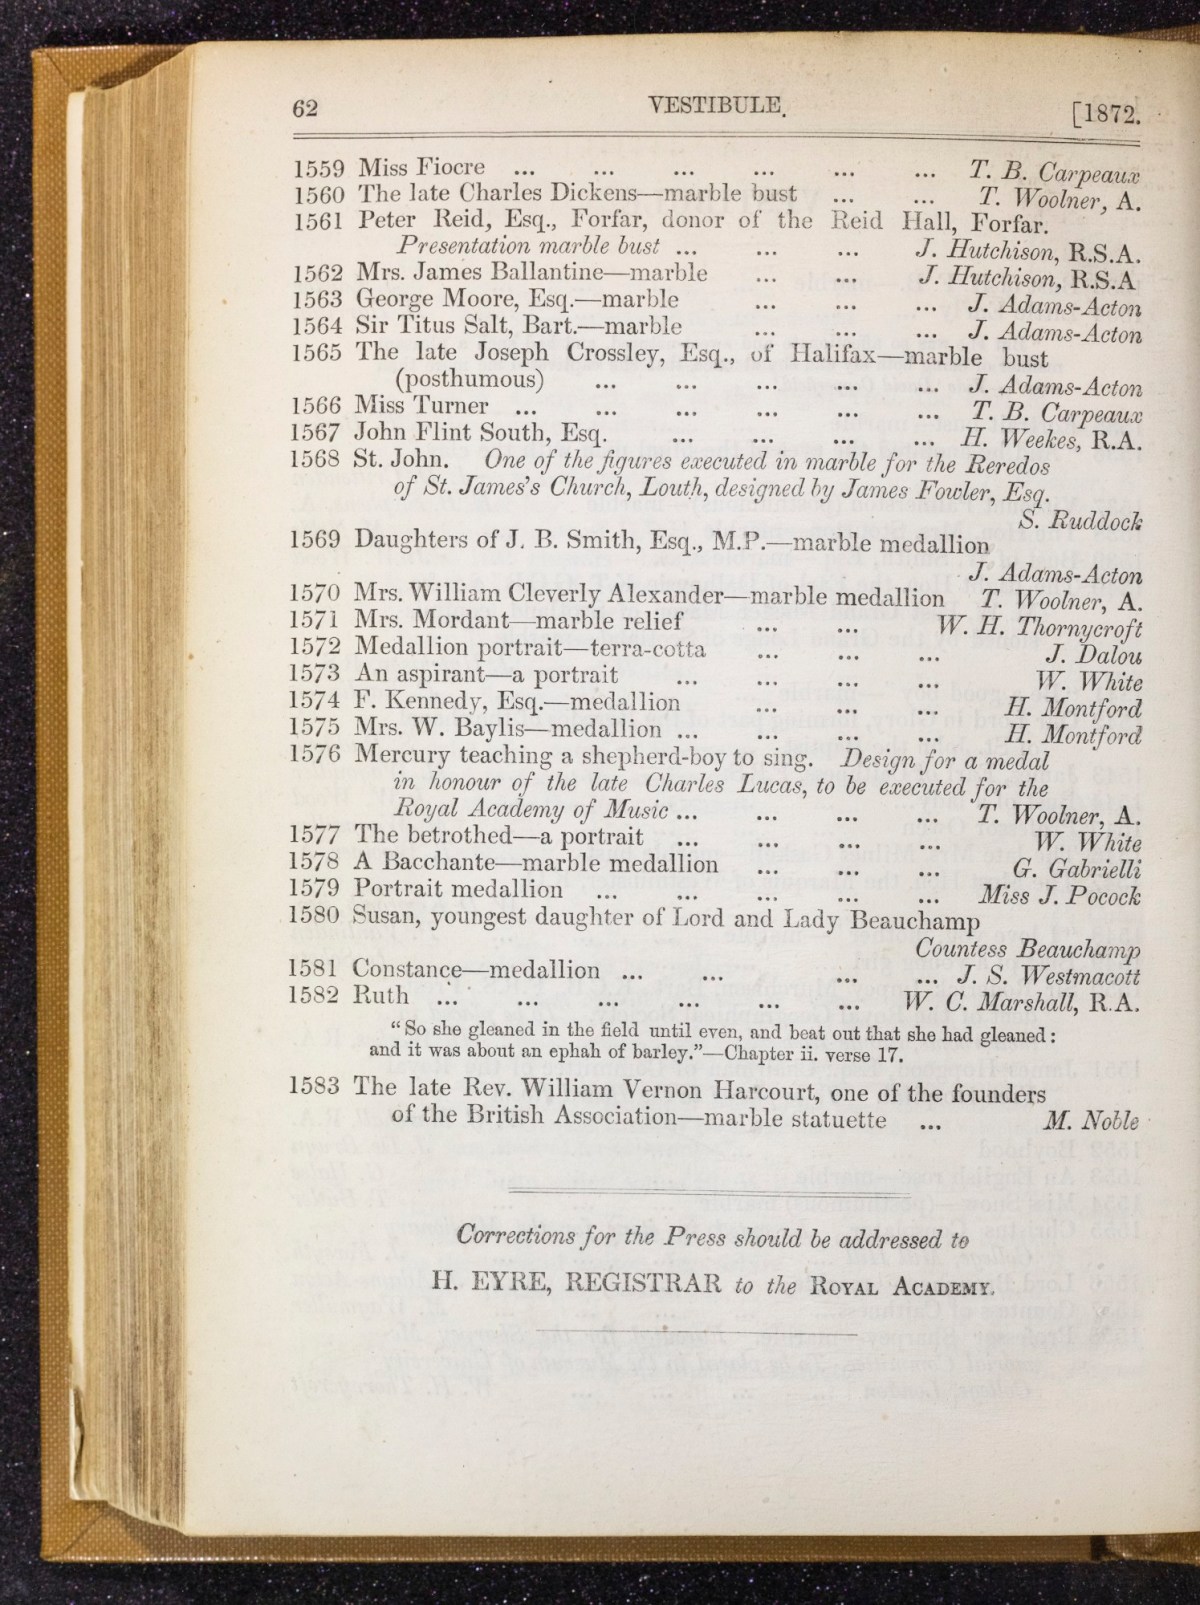 62 VESTIBULE. [1872.
1559 Miss Fiocre ... ... ... ... ... ... T. B. Carpeaux
1560 The late Charles Dickens—marble bust ... ... T. Woolner, A.
1561 Peter Reid, Esq., Forfar, donor of the Reid Hall, Forfar.
Presentation marble bust ... ... ... J. Hutchison, R.S.A.
1562 Mrs. James Ballantine—marble ... ... J. Hutchison, R.S.A
1563 George Moore, Esq.—marble ... ... ... J. Adams-Acton
1564 Sir Titus Salt, Bart.—marble ... ... ... J. Adams-Acton
1565 The late Joseph Crossley, Esq., of Halifax—marble bust
(posthumous) ... ... ... ... ... J. Adams-Acton
1566 Miss Turner ... ... ... ... ... ... T. B. Carpeaux
1567 John Flint South, Esq. ... ... ... ... H. Weekes, R.A.
1568 St. John. One of the figures executed in marble for the Reredos
of St. James's Church, Louth, designed by James Fowler, Esq.
S. Ruddock
1569 Daughters of J. B. Smith, Esq., M.P.—marble medallion
J. Adams-Acton
1570 Mrs. William Cleverly Alexander—marble medallion T. Woolner, A.
1571 Mrs. Mordant—marble relief ... ... W. H. Thornycroft
1572 Medallion portrait—terra-cotta ... ... ... J. Dalou
1573 An aspirant—a portrait ... ... ... ... W. White
1574 F. Kennedy, Esq.—medallion ... ... ... H. Montford
1575 Mrs. W. Baylis—medallion ... ... ... ... H. Montford
1576 Mercury teaching a shepherd-boy to sing. Design for a medal
in honour of the late Charles Lucas, to be executed for the
Royal Academy of Music ... ... ... ... T. Woolner, A.
1577 The betrothed—a portrait ... ... ... ... W. White
1578 A Bacchante—marble medallion ... ... ... G. Gabrielli
1579 Portrait medallion ... ... ... ... ... Miss J. Pocock
1580 Susan, youngest daughter of Lord and Lady Beauchamp
Countess Beauchamp
1581 Constance—medallion ... ... ... ... J. S. Westmacott
1582 Ruth ... ... ... ... ... ... W. C. Marshall, R.A.
"So she gleaned in the field until even, and beat out that she had gleaned:
and it was about an ephah of barley."—Chapter ii. verse 17.
1583 The late Rev. William Vernon Harcourt, one of the founders
of the British Association—marble statuette ... M. Noble
Corrections for the Press should be addressed to
H. EYRE, REGISTRAR to the ROYAL ACADEMY.